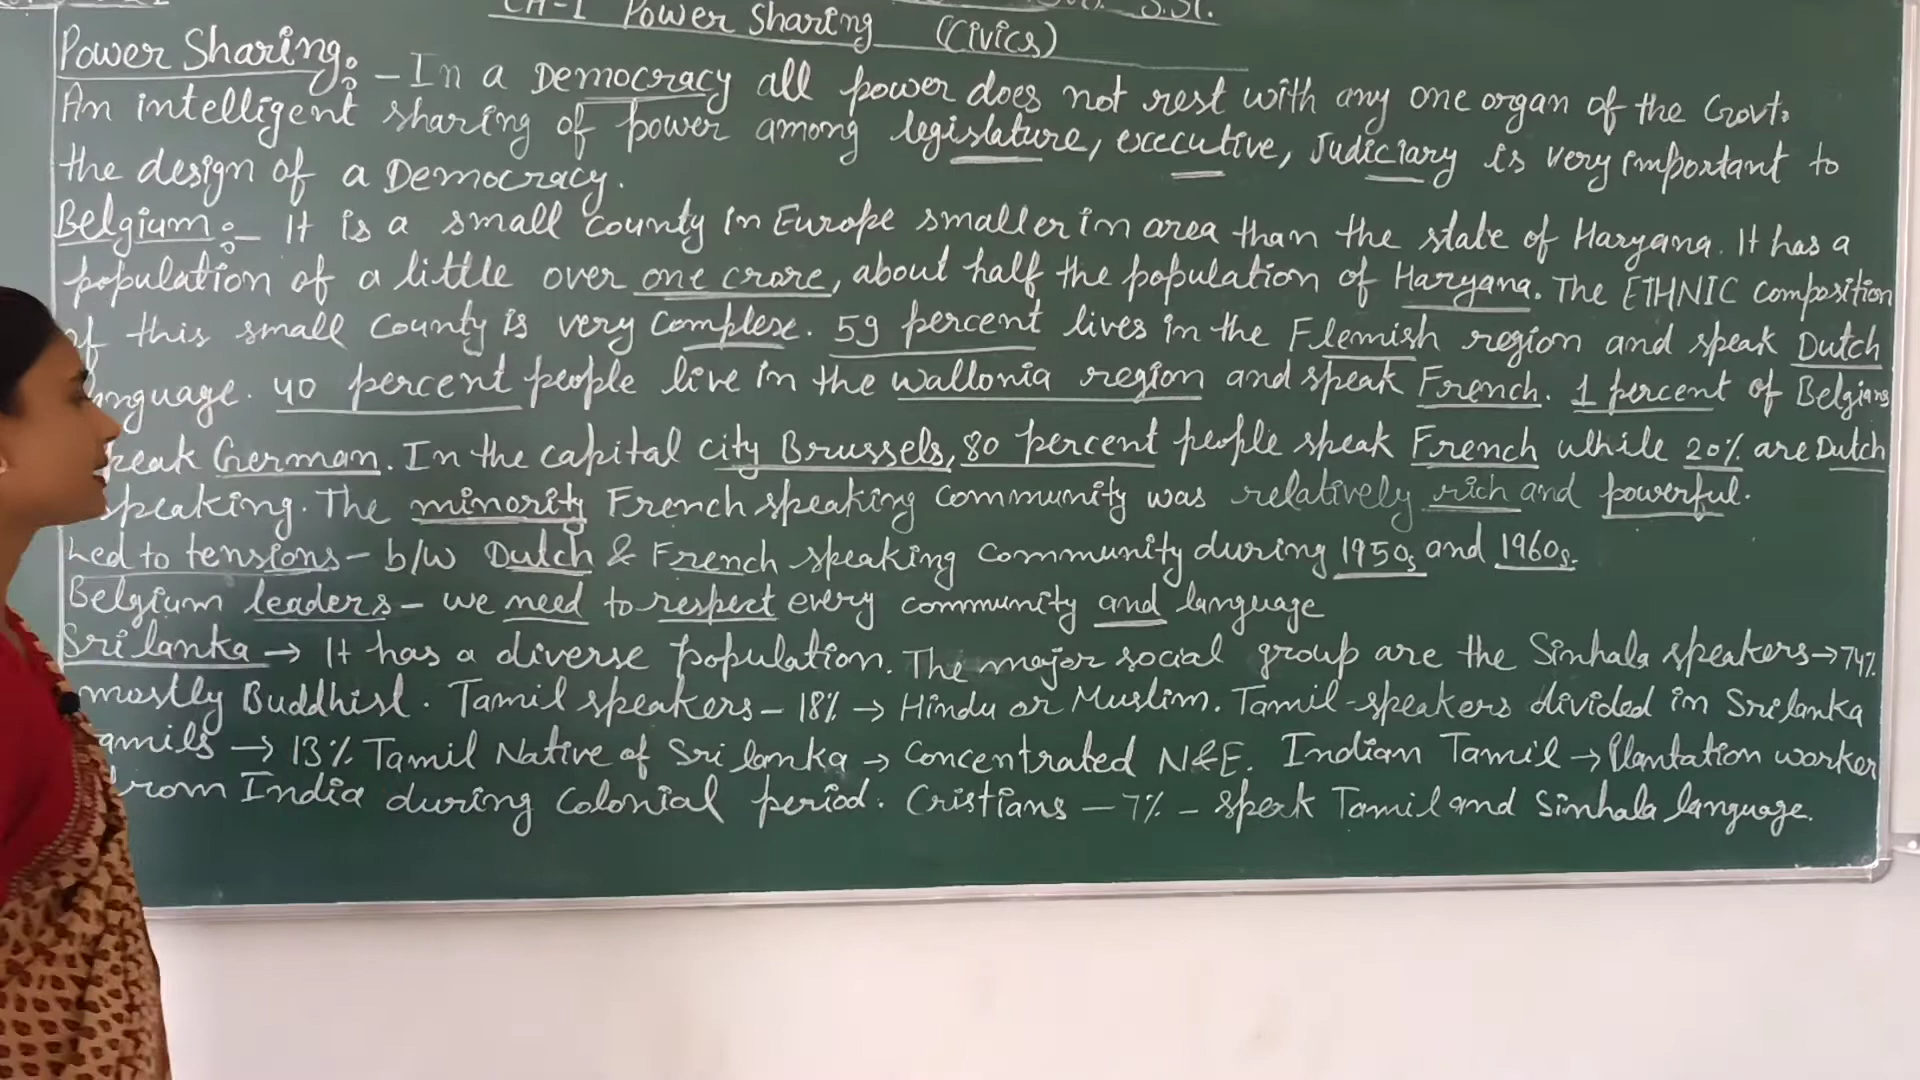 CH-1 Power Sharing (Civics) S.St.
Power Sharing:- In a Democracy all power does not rest with any one organ of the Govt.
An intelligent sharing of power among legislature, executive, Judiciary is very important to
the design of a Democracy.
Belgium:- It is a small county in Europe smaller in area than the state of Haryana. It has a
population of a little over one crore, about half the population of Haryana. The ETHNIC composition
of this small County is very Complex. 59 percent lives in the Flemish region and speak Dutch
language. 40 percent people live in the Wallonia region and speak French. 1 percent of Belgians
speak German. In the capital city Brussels, 80 percent people speak French while 20% are Dutch
speaking. The minority French speaking Community was relatively rich and powerful.
Led to tensions - b/w Dutch & French speaking Community during 1950s and 1960s.
Belgium leaders - we need to respect every community and language
Sri lanka → It has a diverse population. The major social group are the Sinhala speakers → 74%
mostly Buddhist. Tamil speakers - 18% → Hindu or Muslim. Tamil-speakers divided in Srilanka
Tamils → 13% Tamil Native of Sri lanka → Concentrated N&E. Indian Tamil → Plantation worker
from India during Colonial period. Cristians - 7% - speak Tamil and Sinhala language.